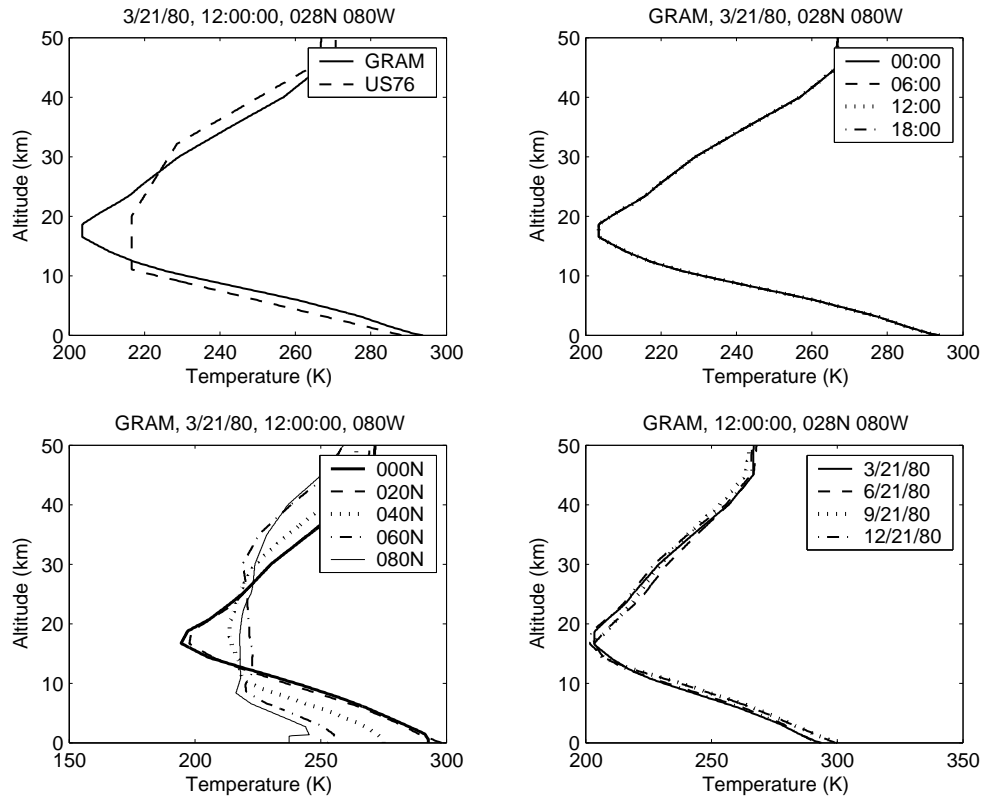 3/21/80, 12:00:00, 028N 080W
50
40
30
20
10
0
Altitude (km)
200 220 240 260 280 300
Temperature (K)
GRAM
US76
GRAM, 3/21/80, 028N 080W
50
40
30
20
10
0
Altitude (km)
200 220 240 260 280 300
Temperature (K)
00:00
06:00
12:00
18:00
GRAM, 3/21/80, 12:00:00, 080W
50
40
30
20
10
0
Altitude (km)
150 200 250 300
Temperature (K)
000N
020N
040N
060N
080N
GRAM, 12:00:00, 028N 080W
50
40
30
20
10
0
Altitude (km)
200 250 300 350
Temperature (K)
3/21/80
6/21/80
9/21/80
12/21/80